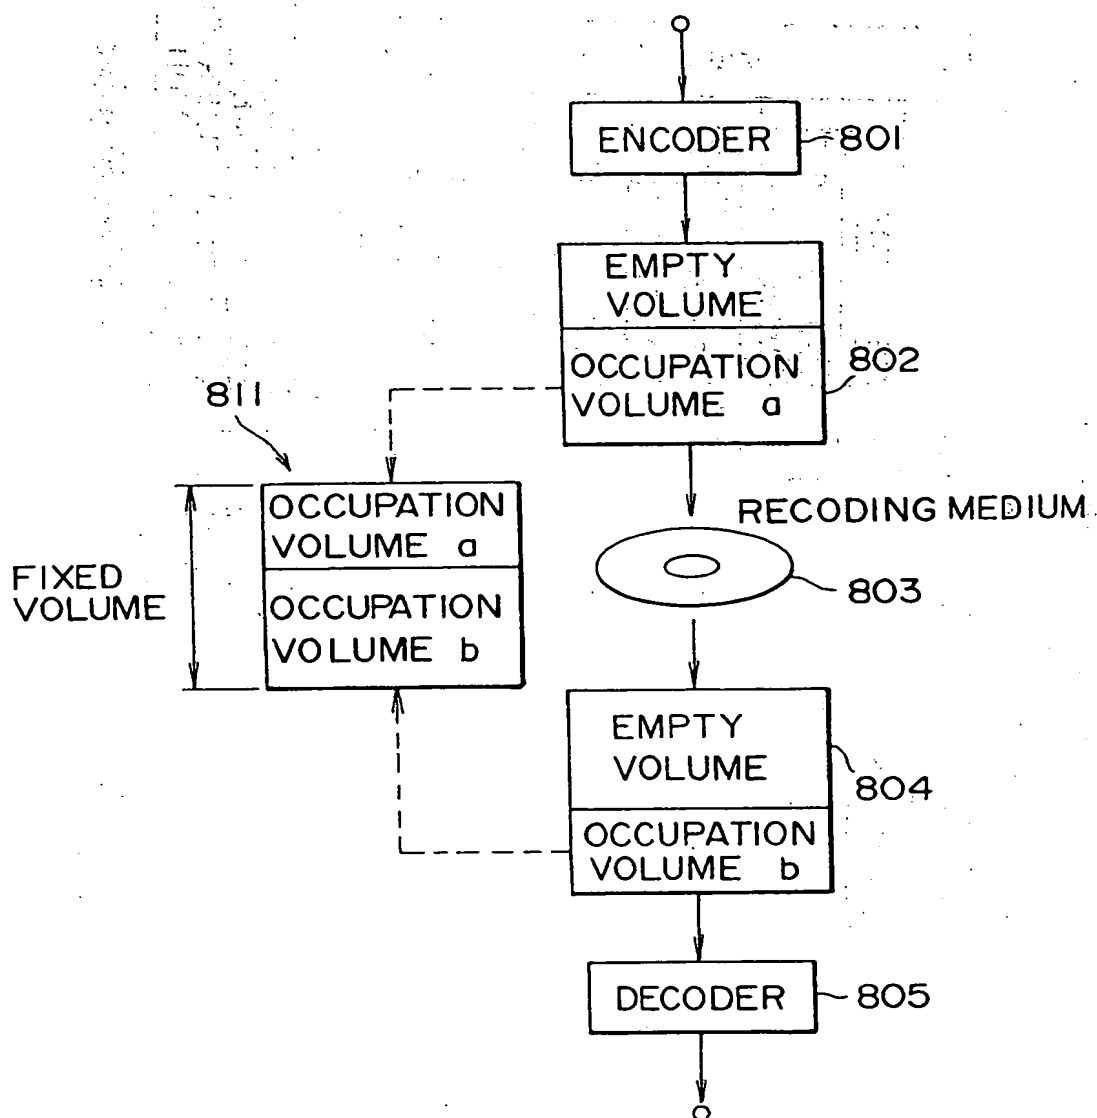 ENCODER
801
EMPTY
VOLUME
OCCUPATION
VOLUME a
802
811
OCCUPATION
VOLUME a
OCCUPATION
VOLUME b
FIXED
VOLUME
RECODING MEDIUM
803
EMPTY
VOLUME
804
OCCUPATION
VOLUME b
DECODER
805